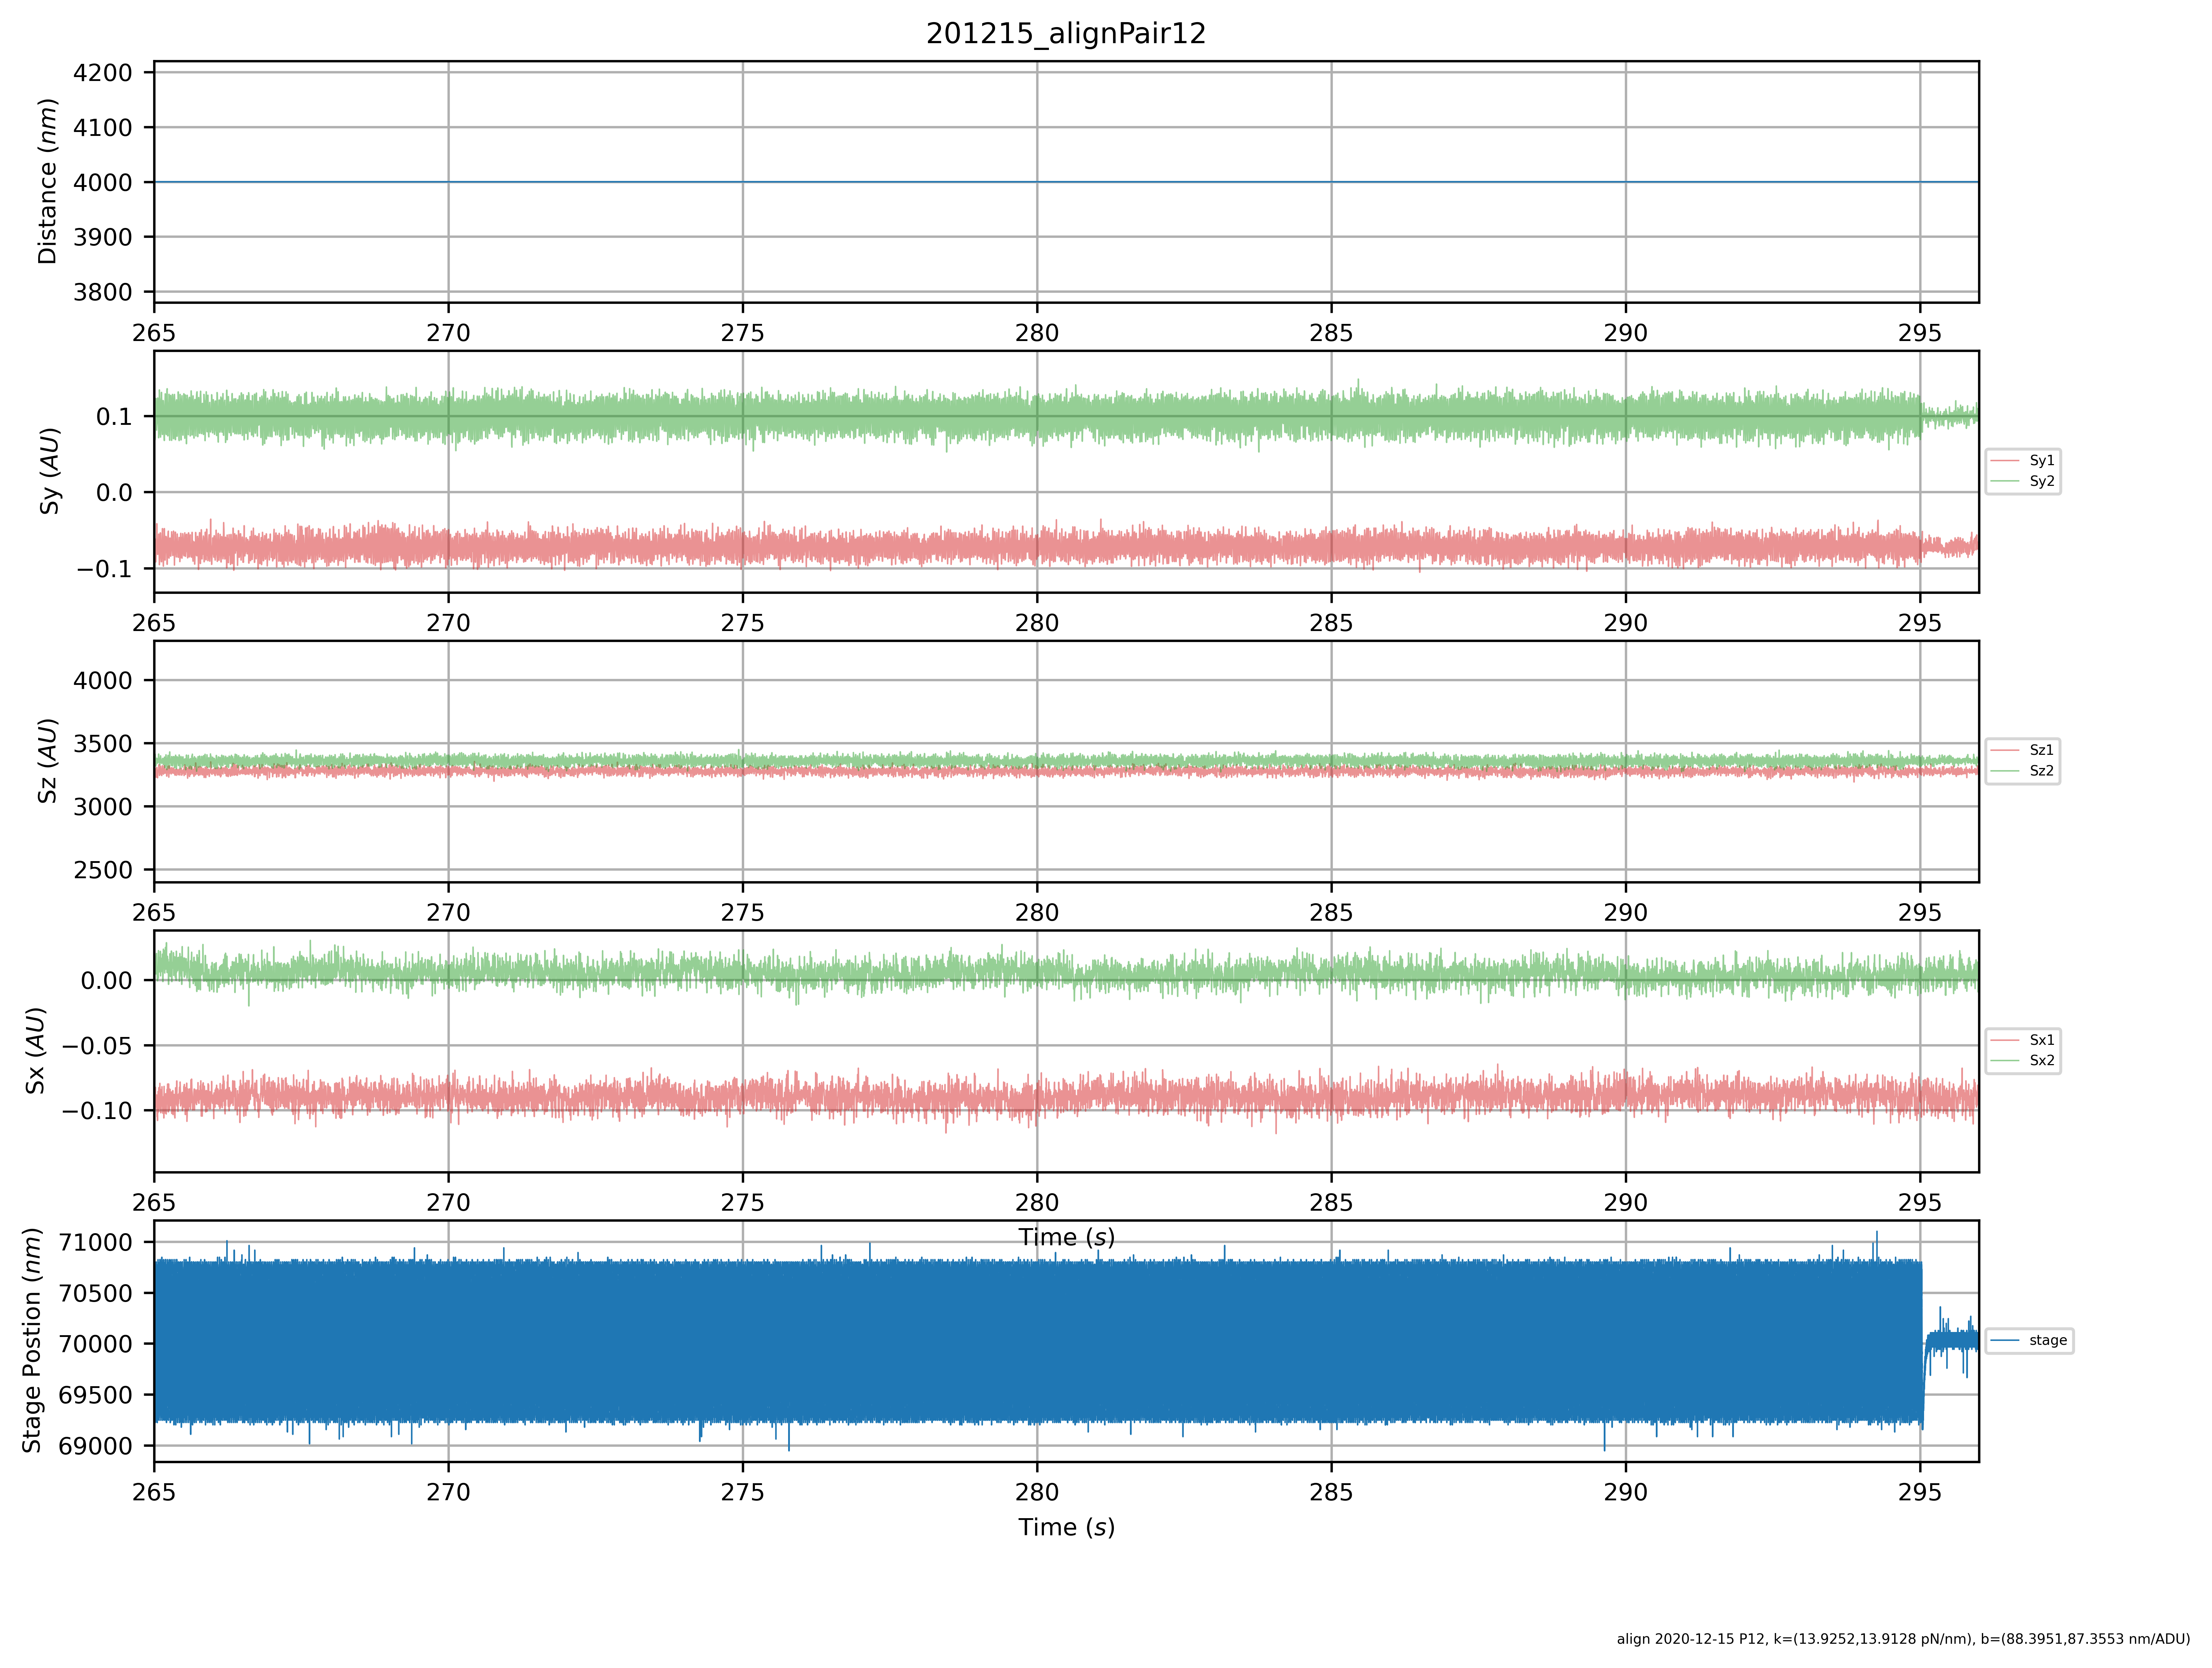 201215_alignPair12
4200
4100
4000
3900
3800
Distance (nm)
265 270 275 280 285 290 295
0.1
0.0
−0.1
Sy (AU)
Sy1
Sy2
265 270 275 280 285 290 295
4000
3500
3000
2500
Sz (AU)
Sz1
Sz2
265 270 275 280 285 290 295
0.00
−0.05
−0.10
Sx (AU)
Sx1
Sx2
265 270 275 280 285 290 295
Time (s)
71000
70500
70000
69500
69000
Stage Postion (nm)
stage
265 270 275 280 285 290 295
Time (s)
align 2020-12-15 P12, k=(13.9252,13.9128 pN/nm), b=(88.3951,87.3553 nm/ADU)